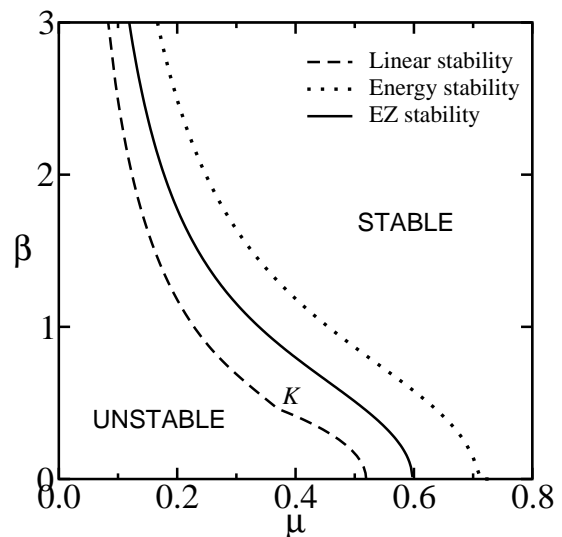 3
Linear stability
Energy stability
EZ stability
2
STABLE
β
1
K
UNSTABLE
0
0.0 0.2 0.4 0.6 0.8
μ